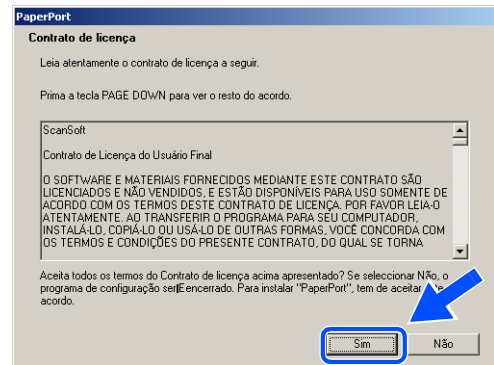 PaperPort
Contrato de licença
Leia atentamente o contrato de licença a seguir.
Prima a tecla PAGE DOWN para ver o resto do acordo.
ScanSoft
Contrato de Licença do Usuário Final
O SOFTWARE E MATERIAIS FORNECIDOS MEDIANTE ESTE CONTRATO SÃO
LICENCIADOS E NÃO VENDIDOS, E ESTÃO DISPONÍVEIS PARA USO SOMENTE DE
ACORDO COM OS TERMOS DESTE CONTRATO DE LICENÇA. POR FAVOR LEIA-O
ATENTAMENTE. AO TRANSFERIR O PROGRAMA PARA SEU COMPUTADOR,
INSTALÁ-LO, COPIÁ-LO OU USÁ-LO DE OUTRAS FORMAS, VOCÊ CONCORDA COM
OS TERMOS E CONDIÇÕES DO PRESENTE CONTRATO, DO QUAL SE TORNA
Aceita todos os termos do Contrato de licença acima apresentado? Se seleccionar Não, o
programa de configuração encerrado. Para instalar "PaperPort", tem de aceitar
acordo.
Sim
Não